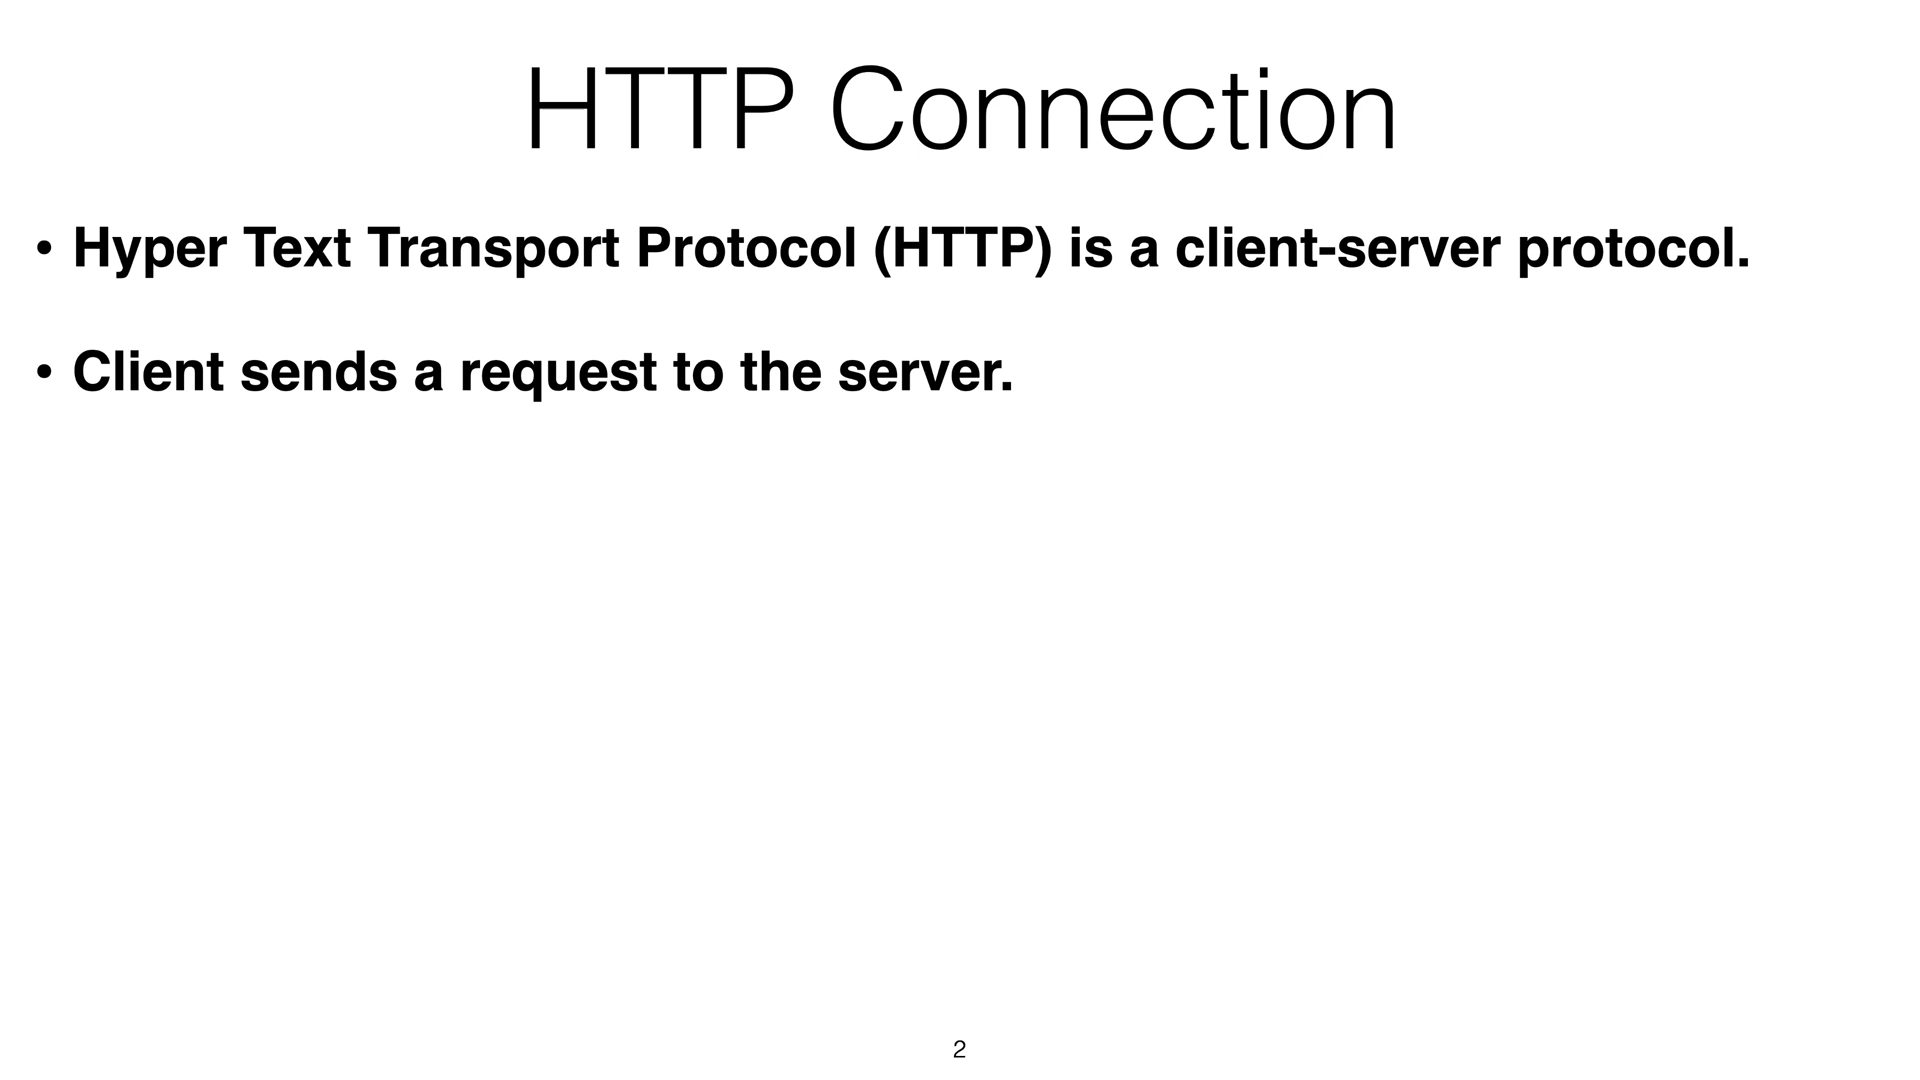 HTTP Connection
• Hyper Text Transport Protocol (HTTP) is a client-server protocol.
• Client sends a request to the server.
2